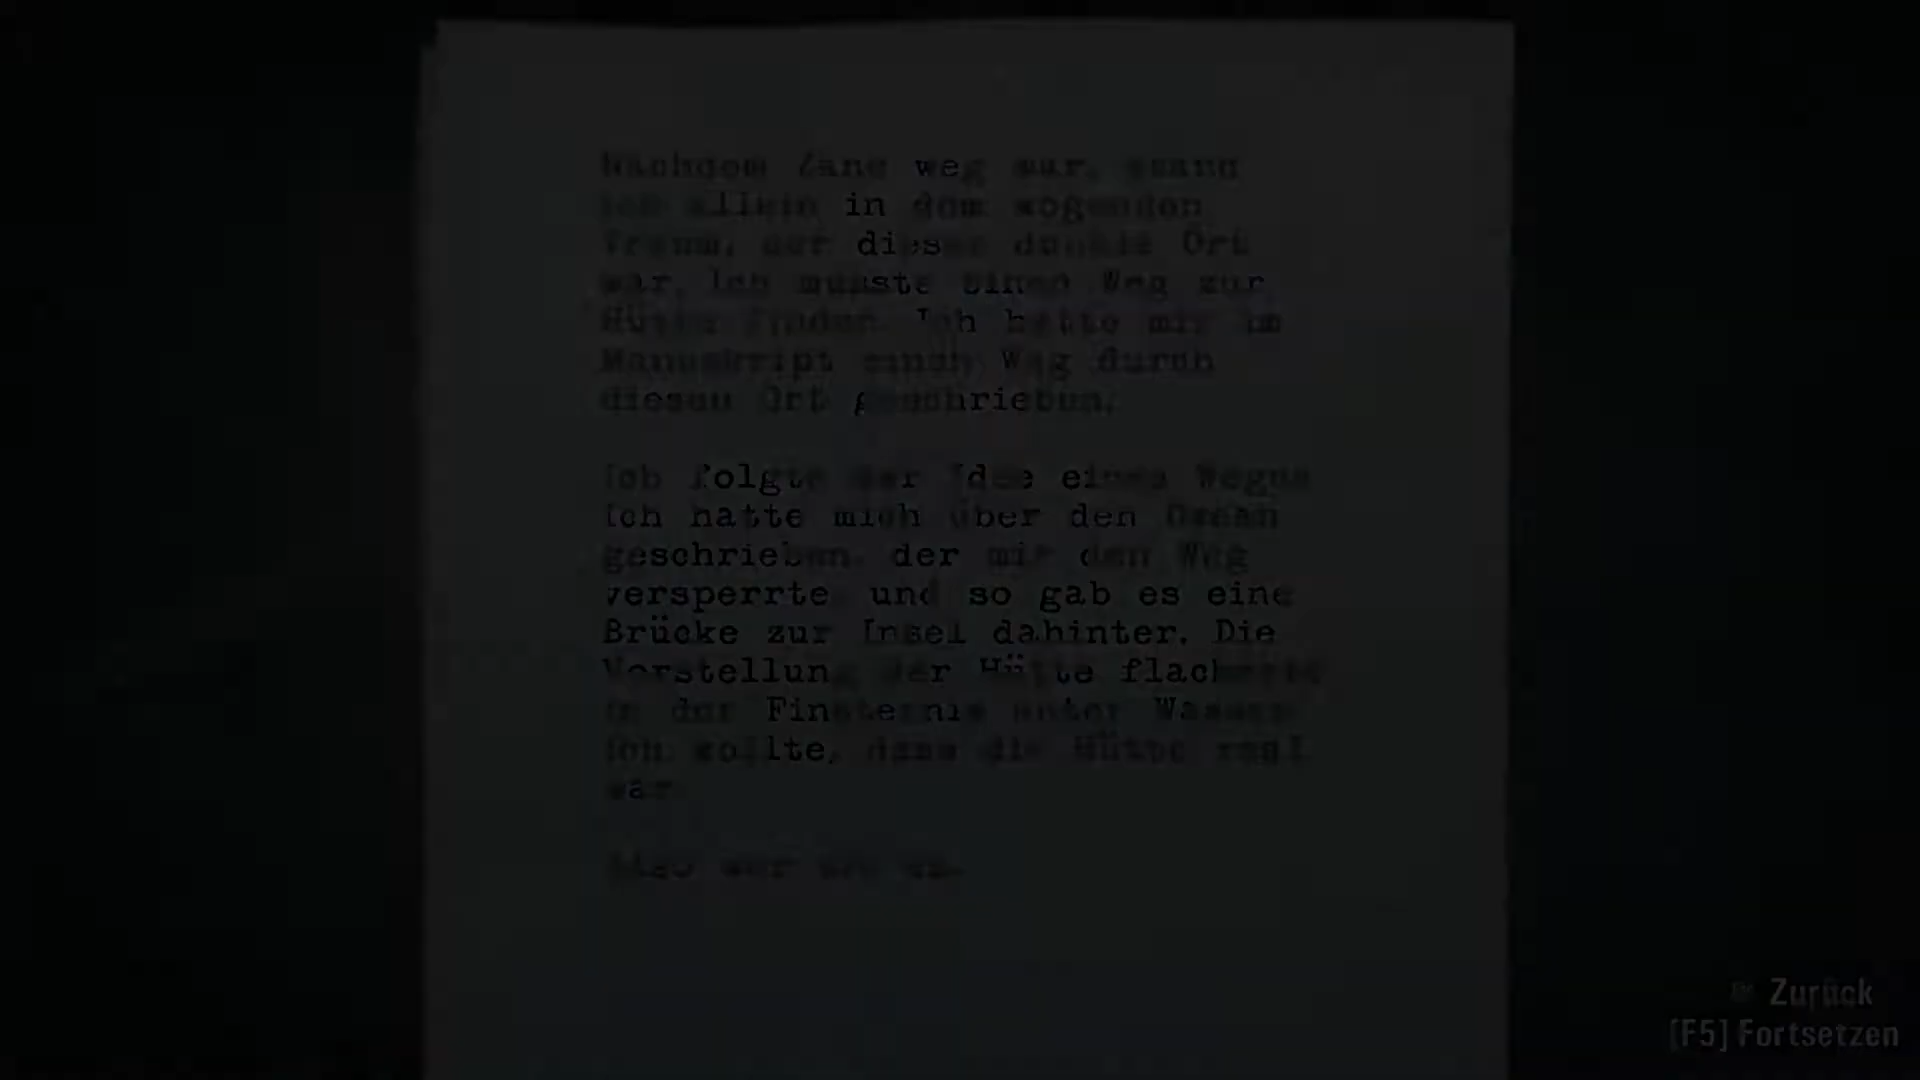 Nachdem Zane weg war, stand
ich allein in dem wogenden
Traum, der dieser dunkle Ort
war. Ich musste einen Weg zur
Hütte finden. Ich hatte mir im
Manuskript einen Weg durch
diesen Ort geschrieben.
Ich folgte der Idee eines Weges
Ich hatte mich über den Ozean
geschrieben, der mir den Weg
versperrte und so gab es eine
Brücke zur Insel dahinter. Die
Vorstellung der Hütte flackerte
in der Finsternis unter Wasser
Ich wollte, dass die Hütte real
war
Also war sie es.
Zurück
[F5] Fortsetzen